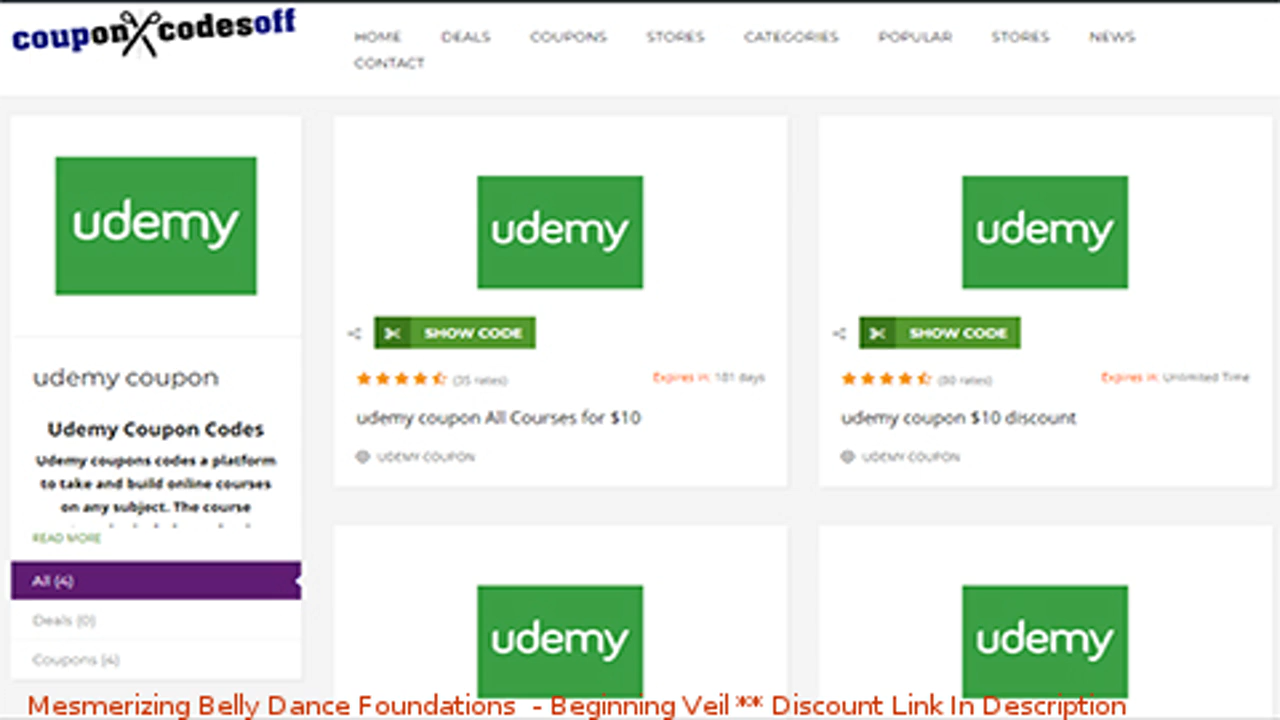 couponcodesoff
HOME DEALS COUPONS STORES CATEGORIES POPULAR STORES NEWS
CONTACT
udemy
udemy coupon
Udemy Coupon Codes
Udemy coupons codes a platform
to take and build online courses
on any subject. The course
READ MORE
All (4)
Deals (0)
Coupons (4)
udemy
SHOW CODE
(35 rates) Expires in: 181 days
udemy coupon All Courses for $10
UDEMY COUPON
udemy
SHOW CODE
(80 rates) Expires in: Unlimited Time
udemy coupon $10 discount
UDEMY COUPON
udemy
udemy
Mesmerizing Belly Dance Foundations - Beginning Veil ** Discount Link In Description